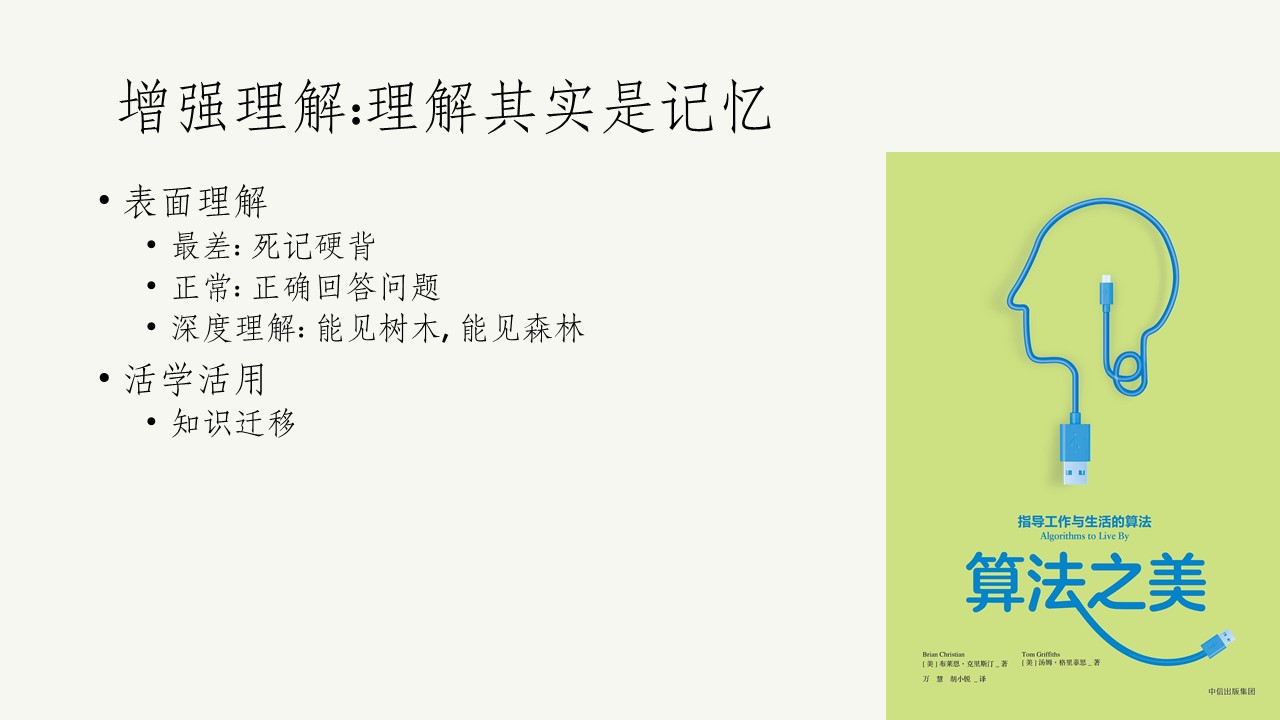 增强理解:理解其实是记忆
• 表面理解
• 最差: 死记硬背
• 正常: 正确回答问题
• 深度理解: 能见树木, 能见森林
• 活学活用
• 知识迁移
指导工作与生活的算法
Algorithms to Live By
算法之美
Brian Christian
[美] 布莱恩·克里斯汀_著
Tom Griffiths
[美] 汤姆·格里菲思_著
万 慧 胡小锐 _译
中信出版集团